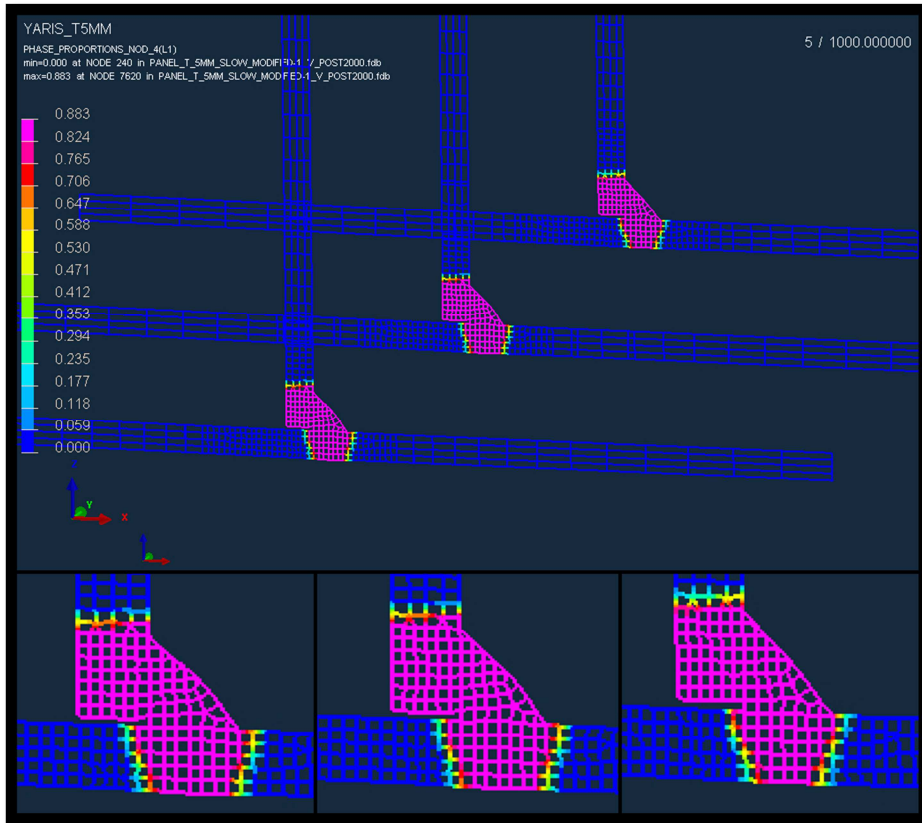 YARIS_T5MM
PHASE_PROPORTIONS_NOD_4(L1)
min=0.000 at NODE 240 in PANEL_T_5MM_SLOW_MODIFIED-1_V_POST2000.fdb
max=0.883 at NODE 7620 in PANEL_T_5MM_SLOW_MODIFIED-1_V_POST2000.fdb
5 / 1000.000000
0.883
0.824
0.765
0.706
0.647
0.588
0.530
0.471
0.412
0.353
0.294
0.235
0.177
0.118
0.059
0.000
Z
Y
X